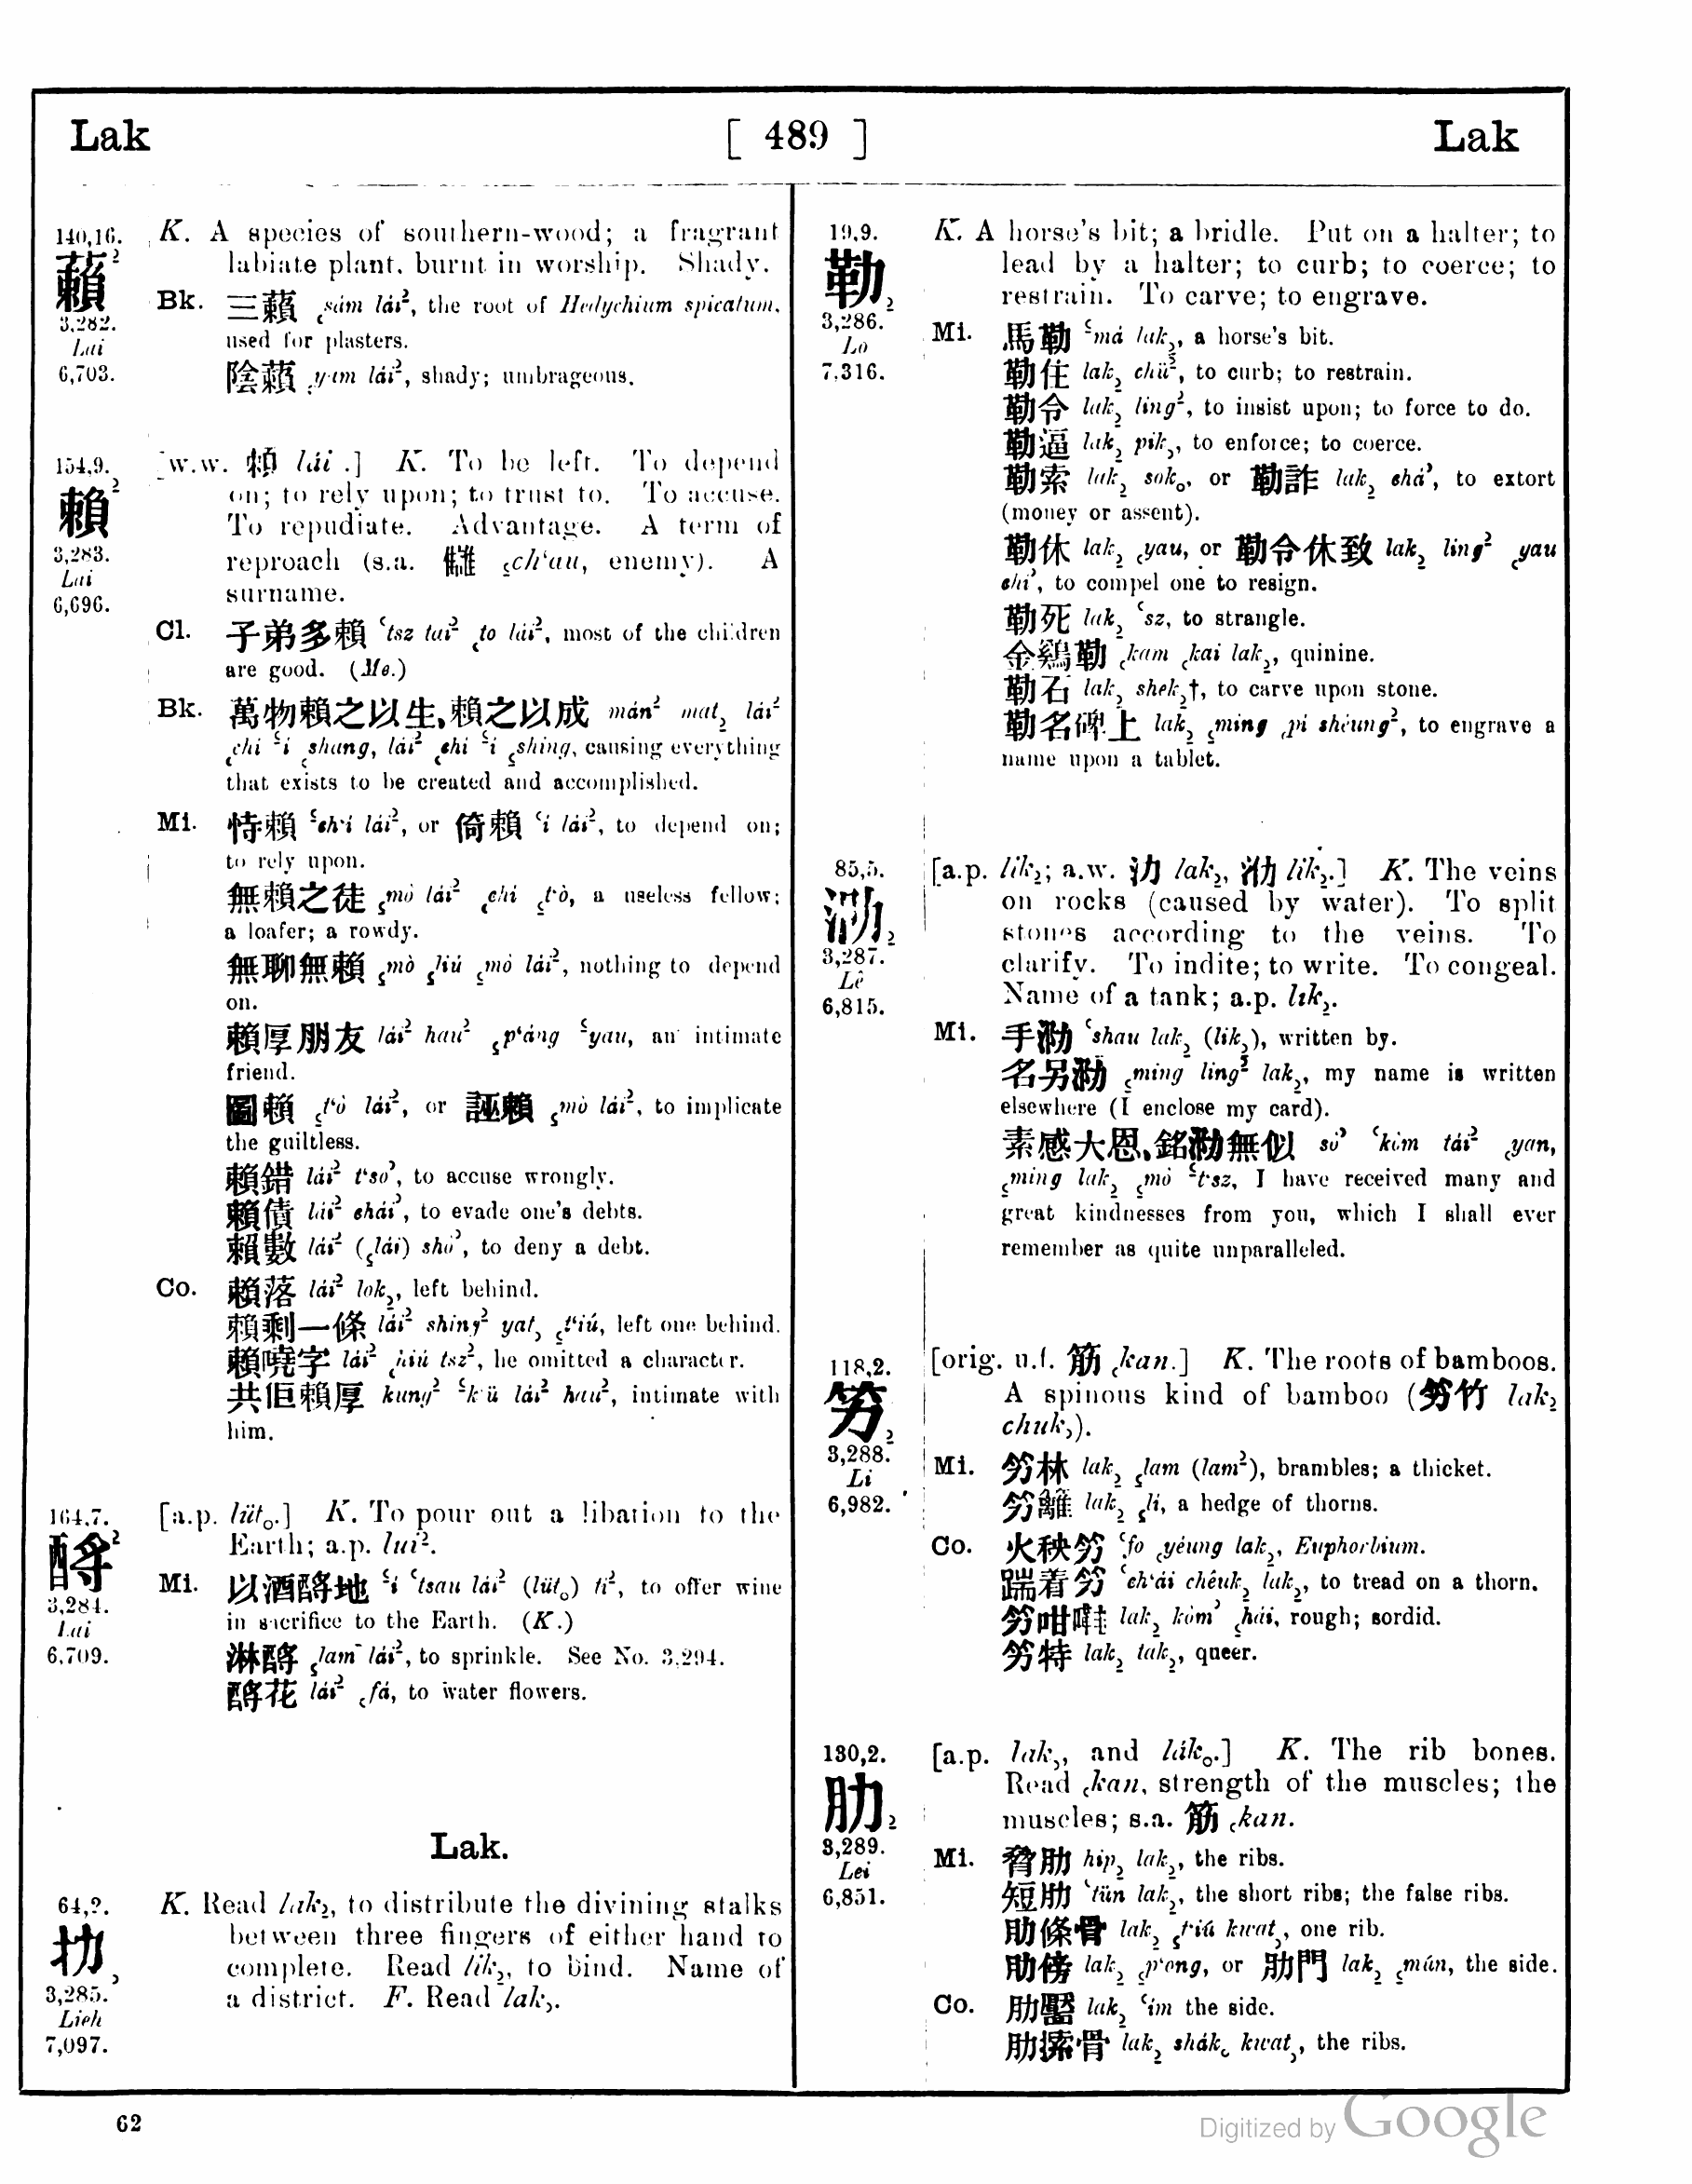 Lak [ 489 ] Lak
140,16.
藾²
3,282.
Lai
6,703.
K. A species of southern-wood; a fragrant
labiate plant, burnt in worship. Shady.
Bk. 三藾 ˛sám lái², the root of Hedychium spicatum,
used for plasters.
陰藾 ˛yam lái², shady; umbrageous.
154,9.
賴²
3,283.
Lai
6,696.
[w.w. 頼 lái .] K. To be left. To depend
on; to rely upon; to trust to. To accuse.
To repudiate. Advantage. A term of
reproach (s.a. 讎 ˛ch‘au, enemy). A
surname.
Cl. 子弟多賴 ‘tsz tai² ˛to lái², most of the children
are good. (Me.)
Bk. 萬物賴之以生,賴之以成 mán² mat₂ lái²
˛chi ‘i ˛shang, lái² ˛chi ‘i ˛shing, causing everything
that exists to be created and accomplished.
Mi. 恃賴 ‘ch‘i lái², or 倚賴 ‘i lái², to depend on;
to rely upon.
無賴之徒 ˛mò lái² ˛chi ˛t‘ò, a useless fellow;
a loafer; a rowdy.
無聊無賴 ˛mò ˛liú ˛mò lái², nothing to depend
on.
賴厚朋友 lái² hau² ˛p‘áng ‘yau, an intimate
friend.
圖賴 ˛t‘ò lái², or 誣賴 ˛mò lái², to implicate
the guiltless.
賴錯 lái² t‘so’, to accuse wrongly.
賴債 lái² chái’, to evade one's debts.
賴數 lái² (˛lái) sho’, to deny a debt.
Co. 賴落 lái² lok₂, left behind.
賴剩一條 lái² shing² yat, ˛t‘iú, left one behind.
賴嘵字 lái² ˛hiú tsz², he omitted a character.
共佢賴厚 kung² ‘k‘ü lái² hau², intimate with
him.
164,7.
酹²
3,284.
Lai
6,709.
[a.p. lüt。.] K. To pour out a libation to the
Earth; a.p. lui².
Mi. 以酒酹地 ‘i ‘tsau lái² (lüt。) ti², to offer wine
in sacrifice to the Earth. (K.)
淋酹 ˛lam lái², to sprinkle. See No. 3,294.
酹花 lái² ˛fá, to water flowers.
Lak.
64,2.
扐,
3,285.
Lieh
7,097.
K. Read lak₂, to distribute the divining stalks
between three fingers of either hand to
complete. Read lik₂, to bind. Name of
a district. F. Read lak,.
19,9.
勒₂
3,286.
Lo
7,316.
K. A horse's bit; a bridle. Put on a halter; to
lead by a halter; to curb; to coerce; to
restrain. To carve; to engrave.
Mi. 馬勒 ‘má lak₂, a horse's bit.
勒住 lak₂ chü², to curb; to restrain.
勒令 lak₂ ling², to insist upon; to force to do.
勒逼 lak₂ pik,, to enforce; to coerce.
勒索 lak₂ sok。, or 勒詐 lak₂ chá’, to extort
(money or assent).
勒休 lak₂ ˛yau, or 勒令休致 lak₂ ling² ˛yau
chi’, to compel one to resign.
勒死 lak₂ ‘sz, to strangle.
金鷄勒 ˛kam ˛kai lak₂, quinine.
勒石 lak₂ shek₂†, to carve upon stone.
勒名碑上 lak₂ ˛ming ˛pi shéung², to engrave a
name upon a tablet.
85,5.
泐₂
3,287.
Lê
6,815.
[a.p. lik₂; a.w. 氻 lak₂, lik₂.] K. The veins
on rocks (caused by water). To split
stones according to the veins. To
clarify. To indite; to write. To congeal.
Name of a tank; a.p. lik₂.
Mi. 手泐 ‘shau lak₂ (lik₂), written by.
名另泐 ˛ming ling² lak₂, my name is written
elsewhere (I enclose my card).
素感大恩,銘泐無似 sò’ ‘kòm tái² ˛yan,
˛ming lak₂ ˛mò ‘t‘sz, I have received many and
great kindnesses from you, which I shall ever
remember as quite unparalleled.
118,2.
竻₂
3,288.
Li
6,982.
[orig. u.f. 筋 ˛kan.] K. The roots of bamboos.
A spinous kind of bamboo (竻竹 lak₂
chuk,).
Mi. 竻林 lak₂ ˛lam (lam²), brambles; a thicket.
竻籬 lak₂ ˛li, a hedge of thorns.
Co. 火秧竻 ‘fo ˛yéung lak₂, Euphorbium.
踹着竻 ‘ch‘ái chêuk₂ lak₂, to tread on a thorn.
竻咁 lak₂ kòm’ ˛hái, rough; sordid.
竻特 lak₂ tak₂, queer.
130,2.
肋₂
3,289.
Lei
6,851.
[a.p. lak,, and lák。.] K. The rib bones.
Read ˛kan, strength of the muscles; the
muscles; s.a. 筋 ˛kan.
Mi. 脅肋 hip₂ lak₂, the ribs.
短肋 ‘tün lak₂, the short ribs; the false ribs.
肋條骨 lak₂ ˛t‘iú kwat,, one rib.
肋傍 lak₂ ˛p‘ong, or 肋門 lak₂ ˛mún, the side.
Co. 肋 lak₂ ‘im the side.
肋㩱骨 lak₂ shák。 kwat,, the ribs.
62
Digitized by Google